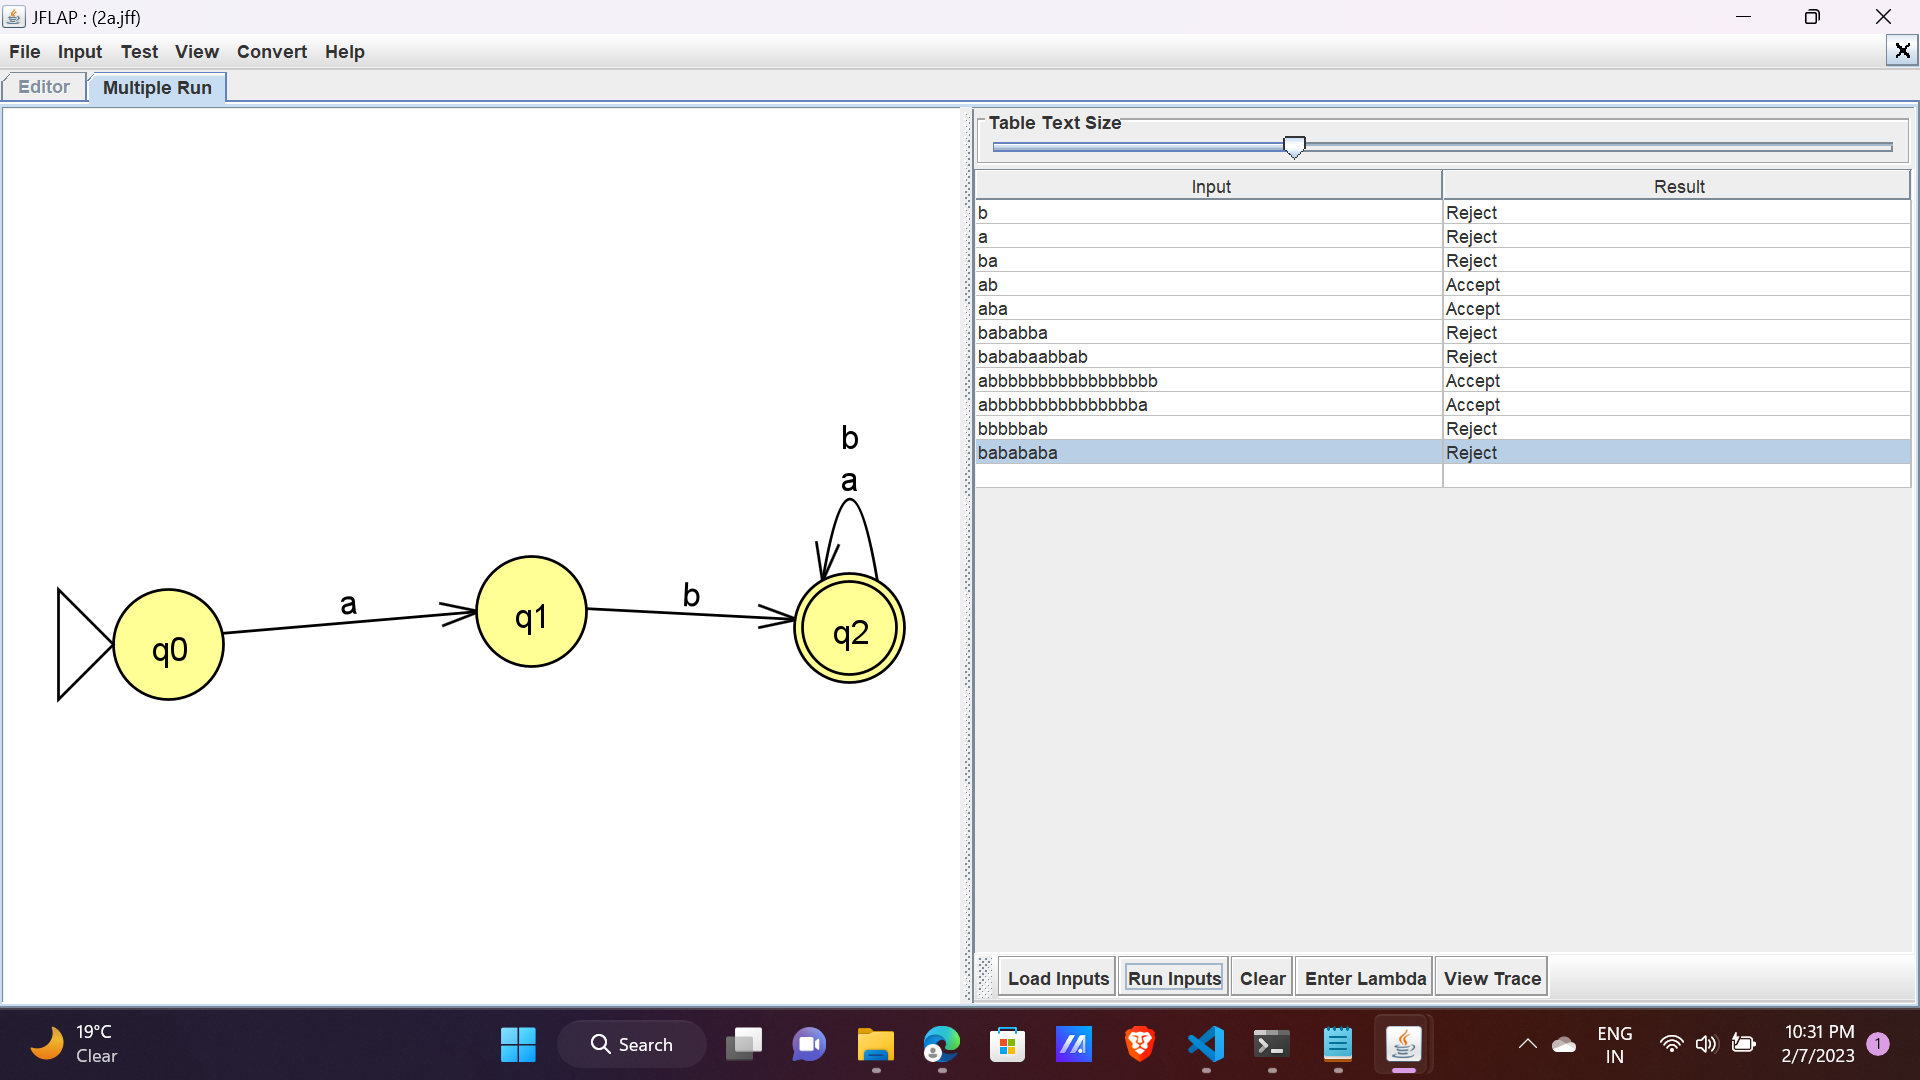 JFLAP : (2a.jff)
File Input Test View Convert Help
Editor Multiple Run
b
a
a
b
q0
q1
q2
Table Text Size
Input Result
b Reject
a Reject
ba Reject
ab Accept
aba Accept
bababba Reject
bababaabbab Reject
abbbbbbbbbbbbbbbbb Accept
abbbbbbbbbbbbbbba Accept
bbbbbab Reject
babababa Reject
Load Inputs Run Inputs Clear Enter Lambda View Trace
19°C
Clear
Search
ENG
IN
10:31 PM
2/7/2023
1